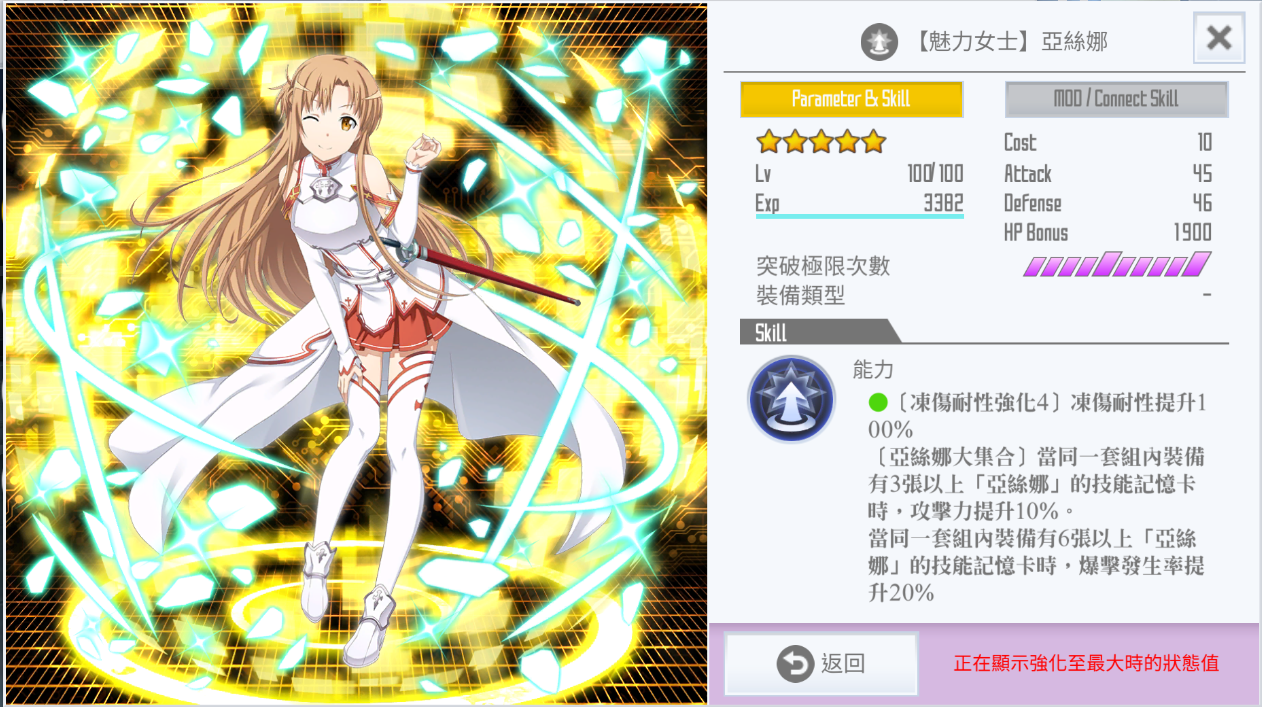 【魅力女士】亞絲娜
Parameter & Skill
MOD / Connect Skill
Lv 100/100
Exp 3382
Cost 10
Attack 45
Defense 46
HP Bonus 1900
突破極限次數
裝備類型 -
Skill
能力
〔凍傷耐性強化4〕凍傷耐性提升1
00%
〔亞絲娜大集合〕當同一套組內裝備
有3張以上「亞絲娜」的技能記憶卡
時，攻擊力提升10%。
當同一套組內裝備有6張以上「亞絲
娜」的技能記憶卡時，爆擊發生率提
升20%
返回
正在顯示強化至最大時的狀態值